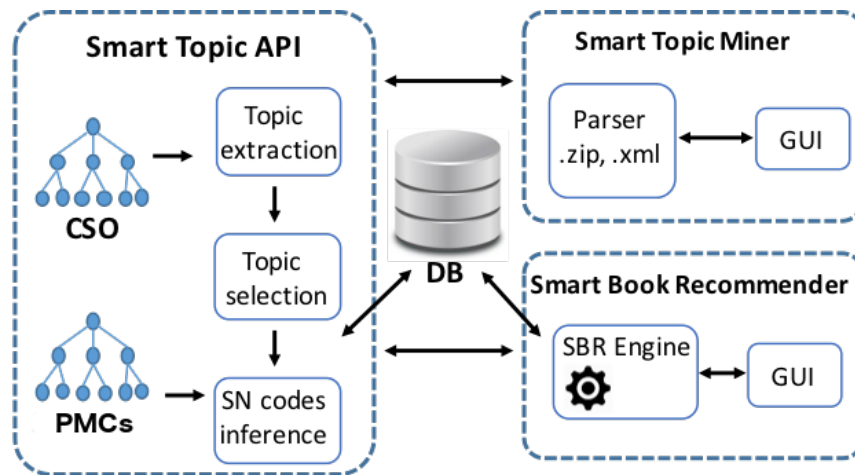 Smart Topic API
Topic
extraction
CSO
Topic
selection
PMCs
SN codes
inference
DB
Smart Topic Miner
Parser
.zip, .xml
GUI
Smart Book Recommender
SBR Engine
GUI